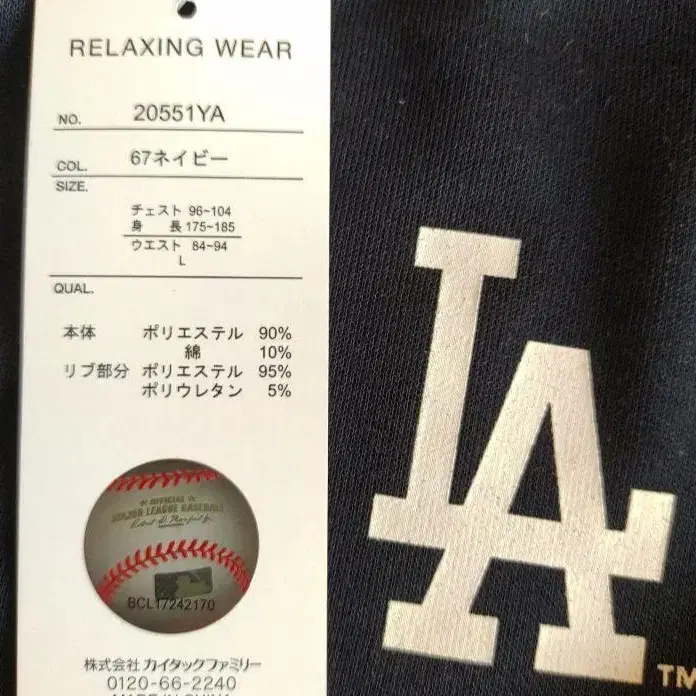 RELAXING WEAR
NO. 20551YA
COL. 67ネイビー
SIZE.
チェスト 96~104
身 長 175~185
ウエスト 84~94
L
QUAL.
本体 ポリエステル 90%
綿 10%
リブ部分 ポリエステル 95%
ポリウレタン 5%
OFFICIAL
MAJOR LEAGUE BASEBALL
BCL17242170
株式会社 カイタックファミリー
0120-66-2240
MADE IN CHINA
LA
TM